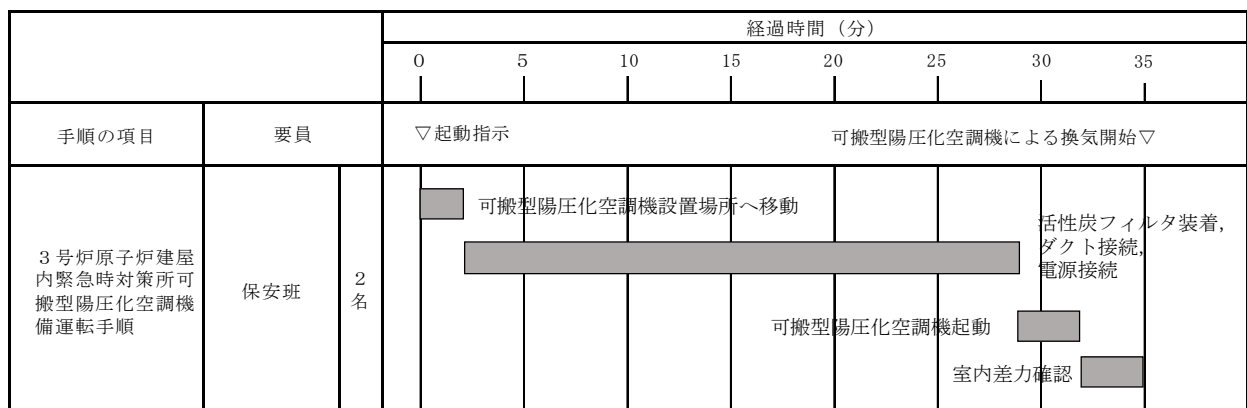 経過時間（分）
0 5 10 15 20 25 30 35
手順の項目 要員 ▽起動指示 可搬型陽圧化空調機による換気開始▽
可搬型陽圧化空調機設置場所へ移動
活性炭フィルタ装着，
ダクト接続，
電源接続
３号炉原子炉建屋
内緊急時対策所可
搬型陽圧化空調機
備運転手順
保安班
２
名
可搬型陽圧化空調機起動
室内差力確認